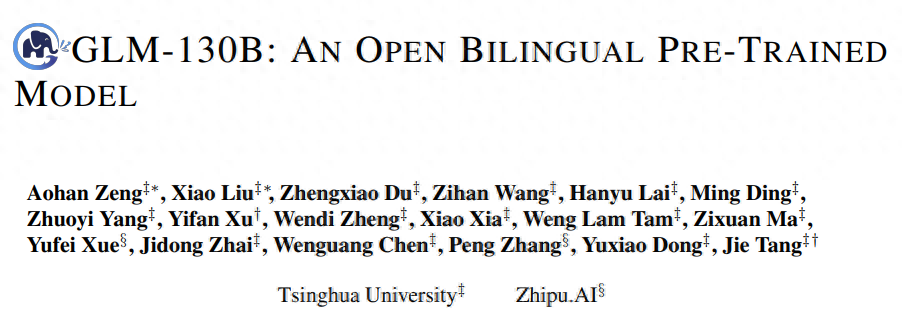 GLM-130B: AN OPEN BILINGUAL PRE-TRAINED
MODEL
Aohan Zeng‡*, Xiao Liu‡*, Zhengxiao Du‡, Zihan Wang‡, Hanyu Lai‡, Ming Ding‡,
Zhuoyi Yang‡, Yifan Xu†, Wendi Zheng‡, Xiao Xia‡, Weng Lam Tam‡, Zixuan Ma‡,
Yufei Xue§, Jidong Zhai‡, Wenguang Chen‡, Peng Zhang§, Yuxiao Dong‡, Jie Tang‡†
Tsinghua University‡ Zhipu.AI§